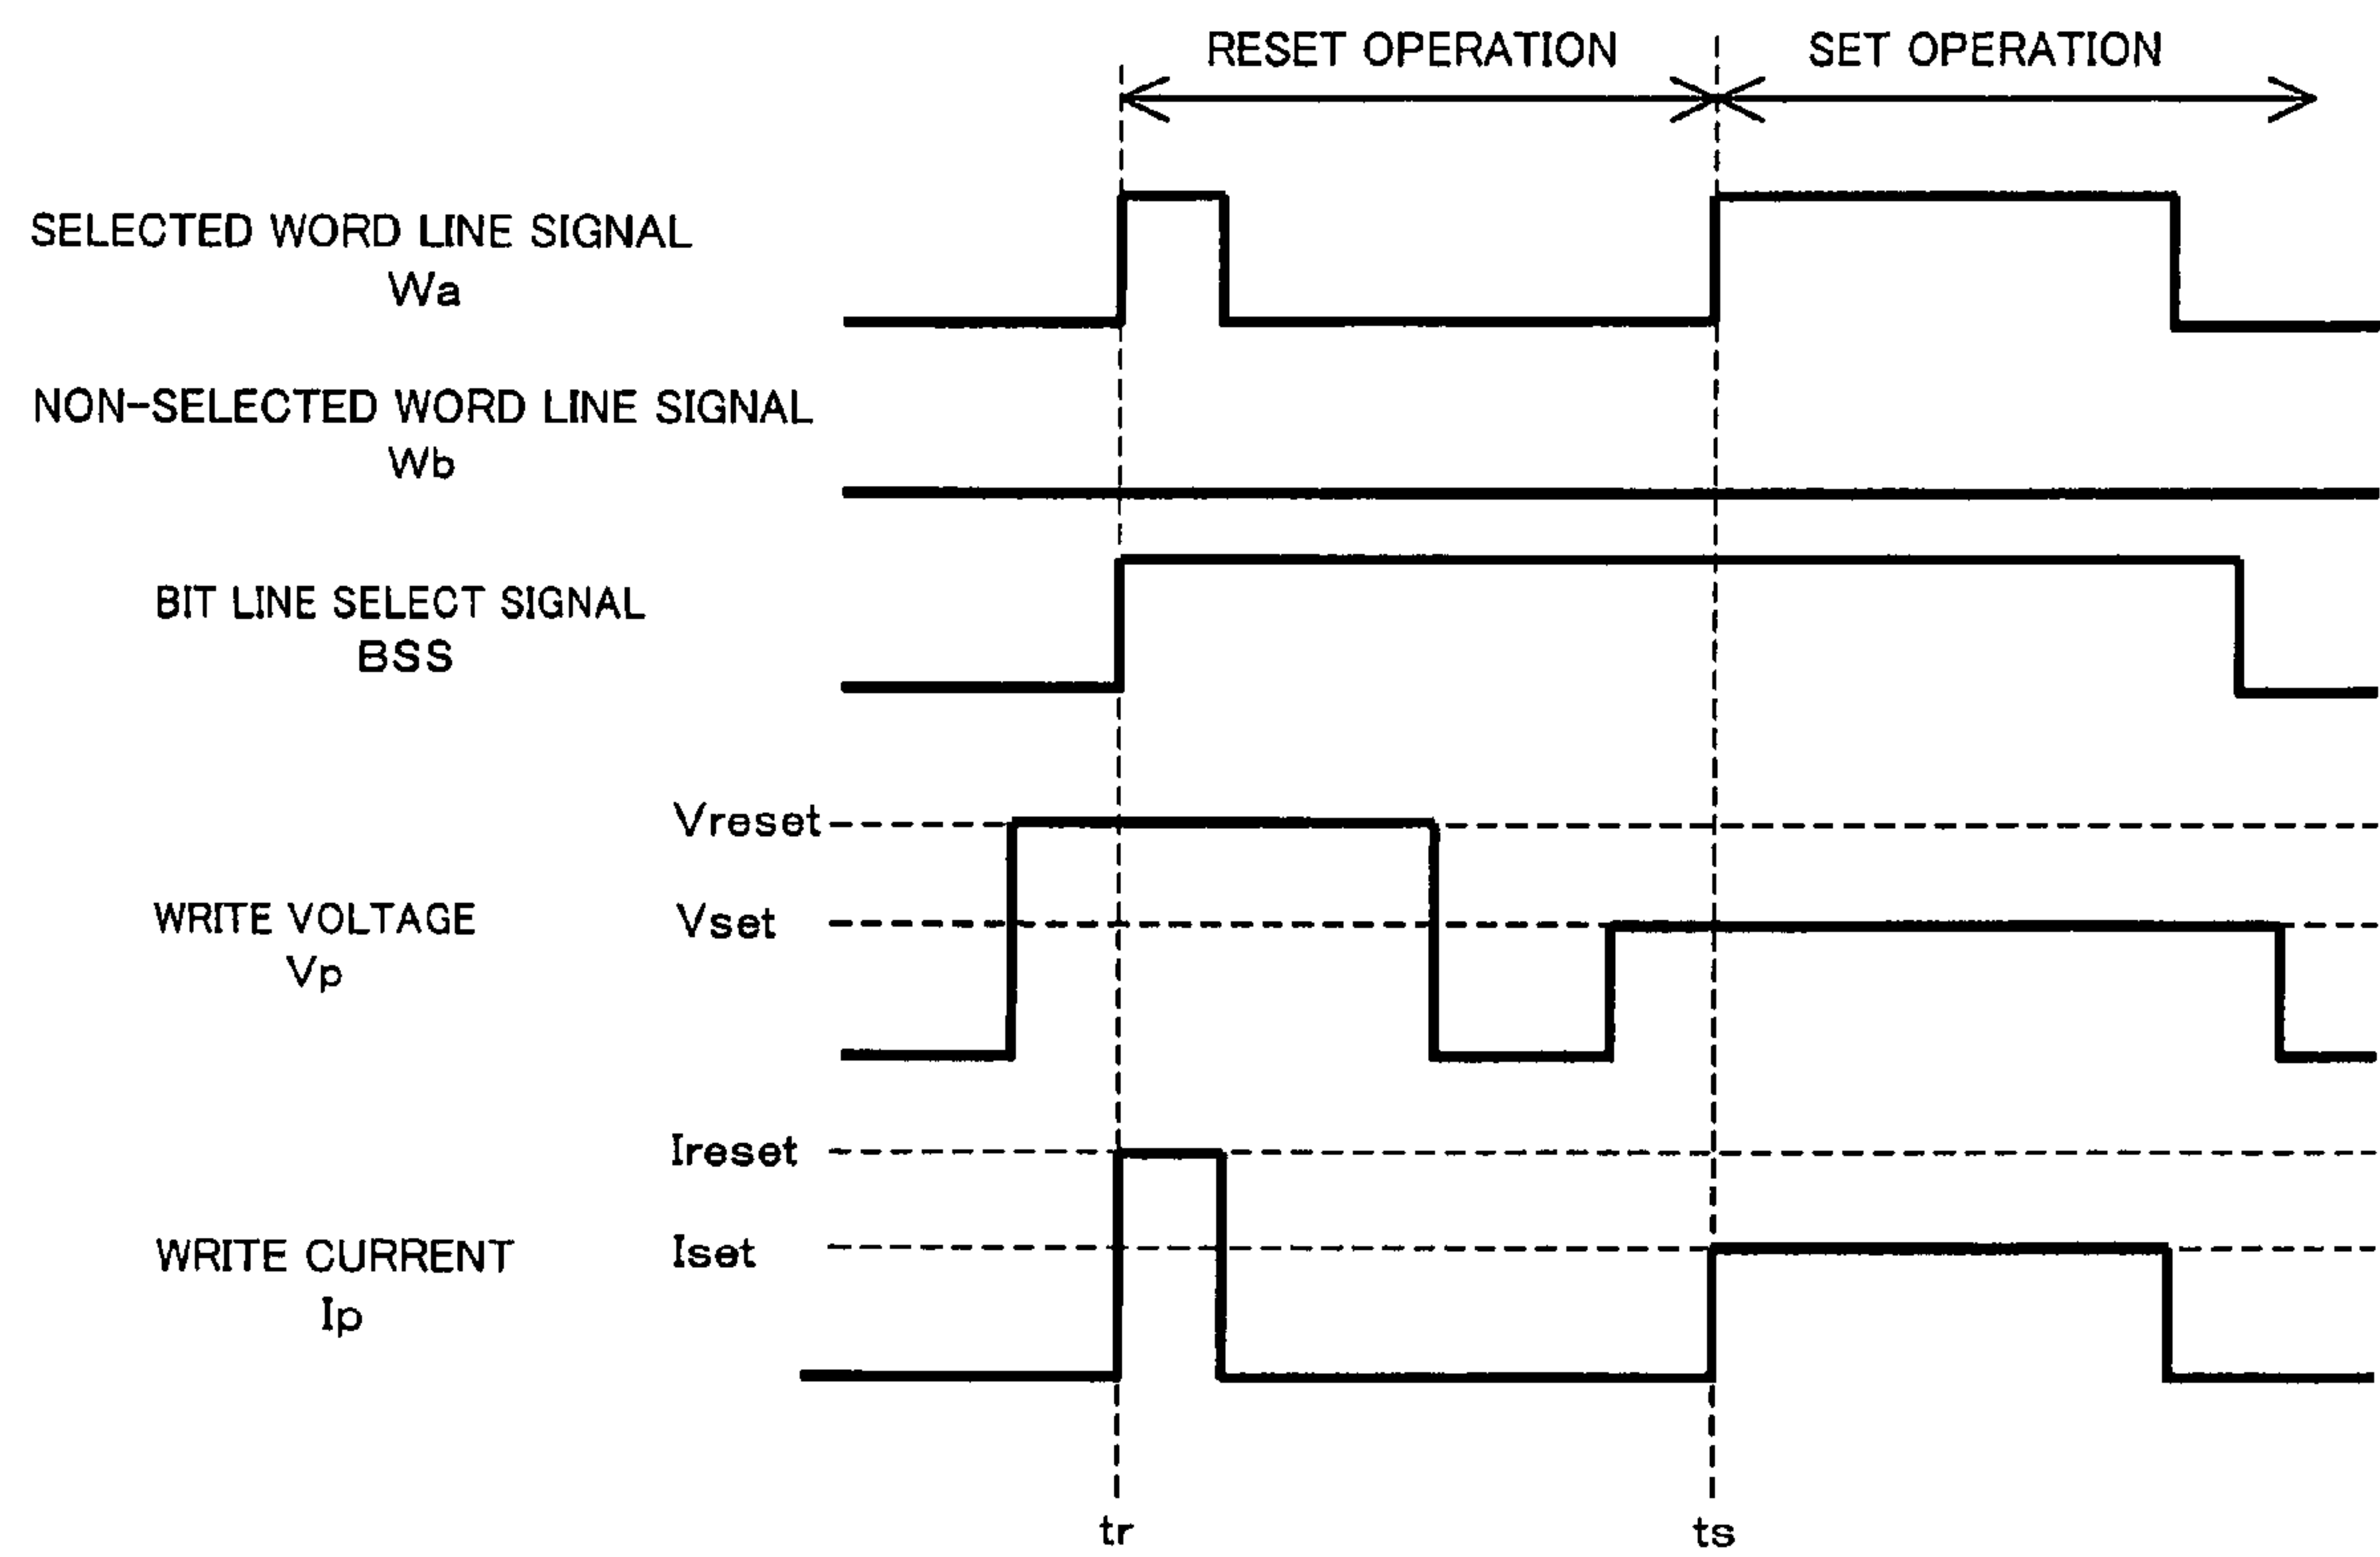 RESET OPERATION
SET OPERATION
SELECTED WORD LINE SIGNAL
Wa
NON-SELECTED WORD LINE SIGNAL
Wb
BIT LINE SELECT SIGNAL
BSS
Vreset
WRITE VOLTAGE
Vset
Vp
Ireset
WRITE CURRENT
Iset
Ip
tr
ts